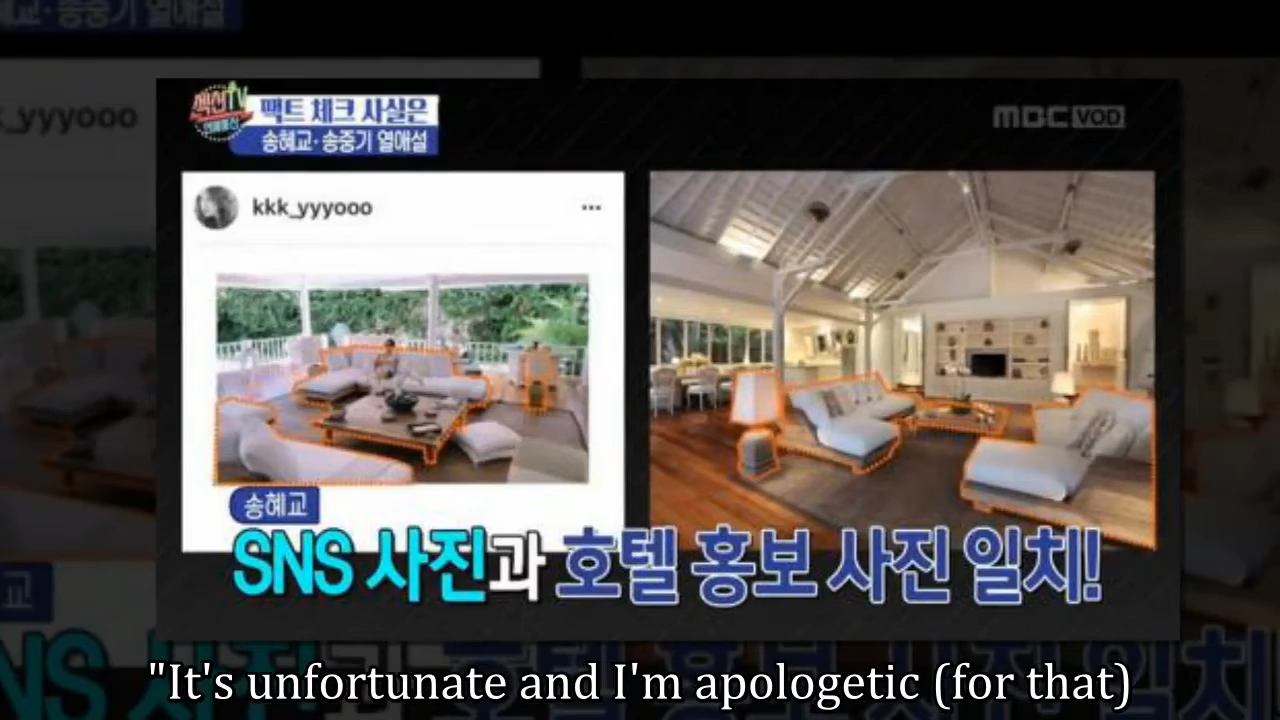 섹션TV
연예통신
팩트 체크 사실은
송혜교·송중기 열애설
MBC VOD
kkk_yyyooo
송혜교
SNS 사진과 호텔 홍보 사진 일치!
"It's unfortunate and I'm apologetic (for that)